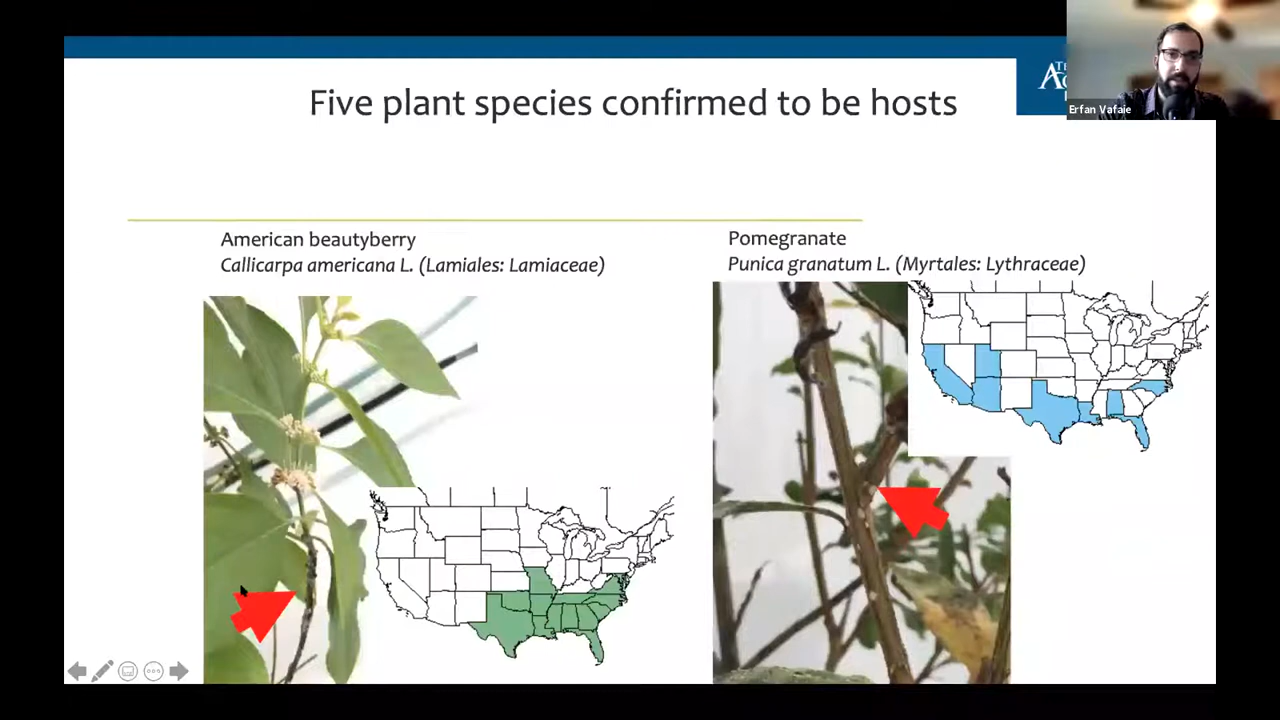 Five plant species confirmed to be hosts
Erfan Vafaie
American beautyberry
Callicarpa americana L. (Lamiales: Lamiaceae)
Pomegranate
Punica granatum L. (Myrtales: Lythraceae)